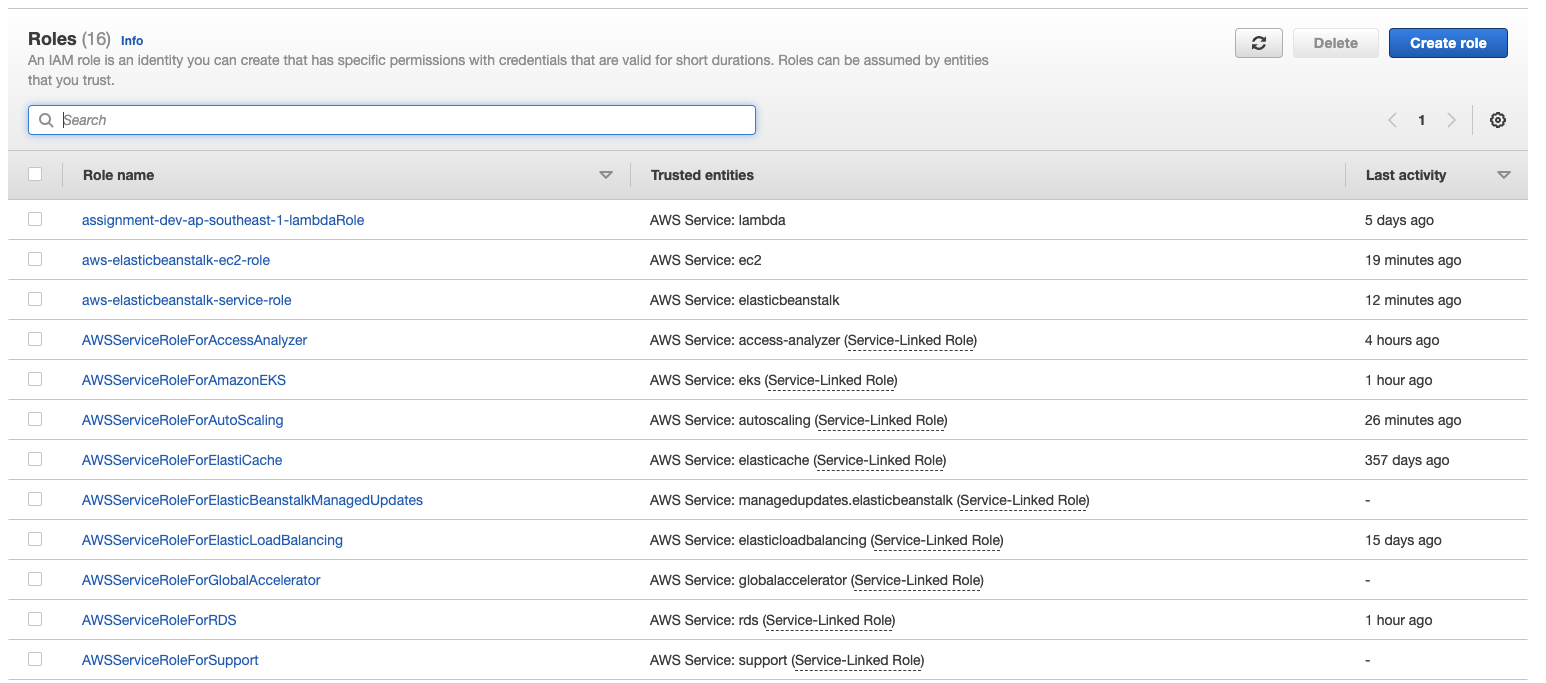 Roles (16) Info
Delete
Create role
An IAM role is an identity you can create that has specific permissions with credentials that are valid for short durations. Roles can be assumed by entities
that you trust.
Search
1
Role name Trusted entities Last activity
assignment-dev-ap-southeast-1-lambdaRole AWS Service: lambda 5 days ago
aws-elasticbeanstalk-ec2-role AWS Service: ec2 19 minutes ago
aws-elasticbeanstalk-service-role AWS Service: elasticbeanstalk 12 minutes ago
AWSServiceRoleForAccessAnalyzer AWS Service: access-analyzer (Service-Linked Role) 4 hours ago
AWSServiceRoleForAmazonEKS AWS Service: eks (Service-Linked Role) 1 hour ago
AWSServiceRoleForAutoScaling AWS Service: autoscaling (Service-Linked Role) 26 minutes ago
AWSServiceRoleForElastiCache AWS Service: elasticache (Service-Linked Role) 357 days ago
AWSServiceRoleForElasticBeanstalkManagedUpdates AWS Service: managedupdates.elasticbeanstalk (Service-Linked Role) -
AWSServiceRoleForElasticLoadBalancing AWS Service: elasticloadbalancing (Service-Linked Role) 15 days ago
AWSServiceRoleForGlobalAccelerator AWS Service: globalaccelerator (Service-Linked Role) -
AWSServiceRoleForRDS AWS Service: rds (Service-Linked Role) 1 hour ago
AWSServiceRoleForSupport AWS Service: support (Service-Linked Role) -